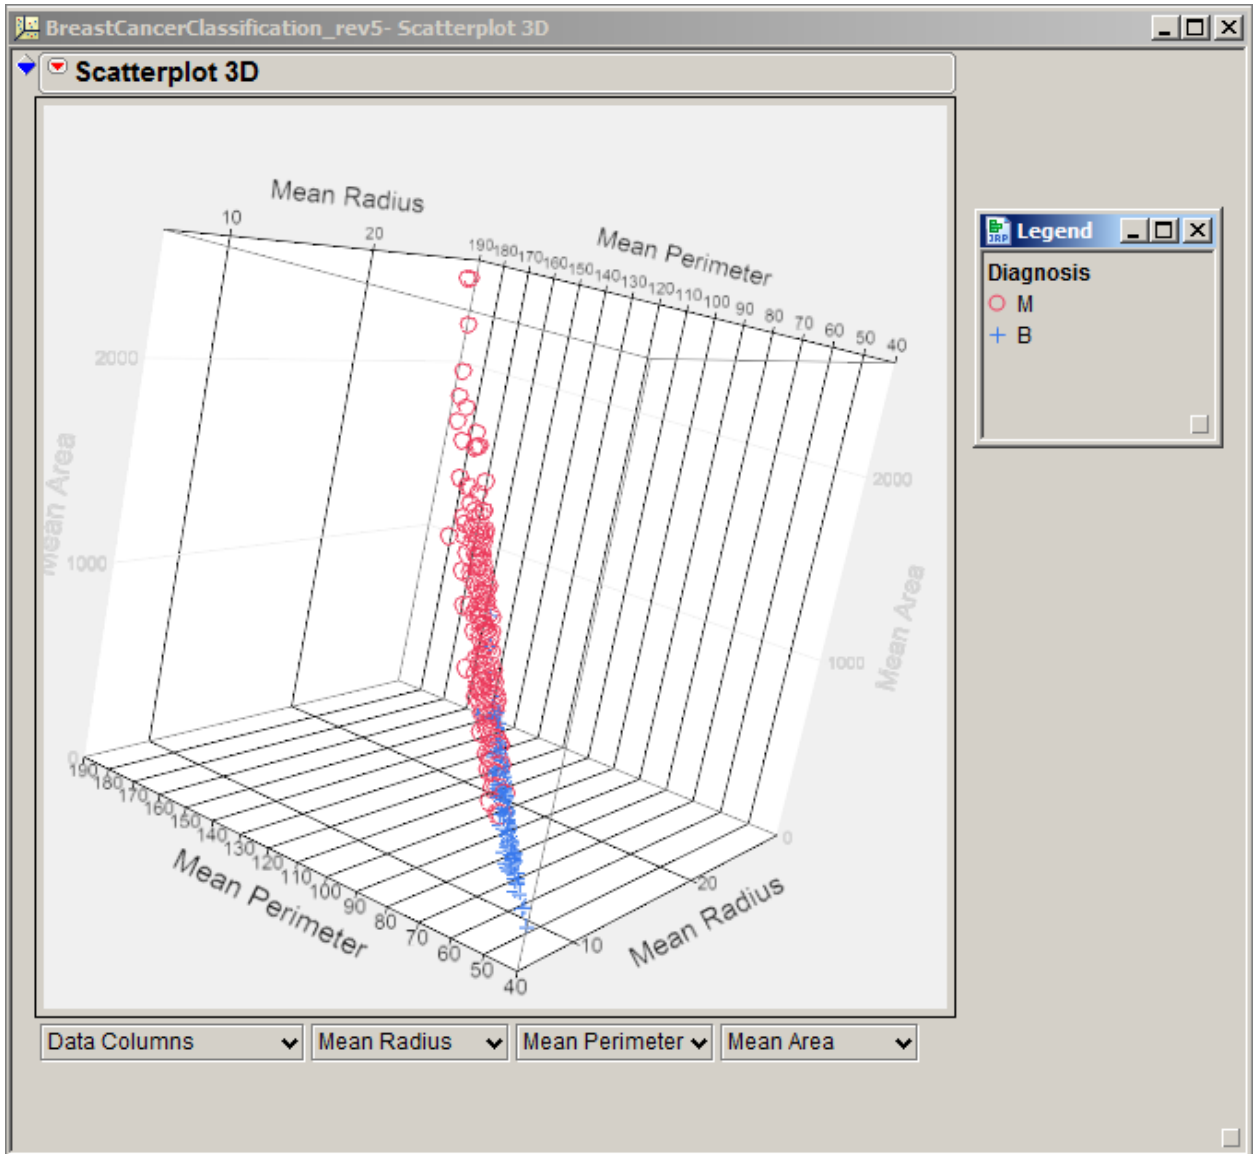 BreastCancerClassification_rev5- Scatterplot 3D
Scatterplot 3D
Mean Radius
10
20
Mean Perimeter
190 180 170 160 150 140 130 120 110 100 90 80 70 60 50 40
2000
1000
0
Mean Area
2000
1000
0
Mean Area
190 180 170 160 150 140 130 120 110 100 90 80 70 60 50 40
Mean Perimeter
10
20
Mean Radius
Data Columns
Mean Radius
Mean Perimeter
Mean Area
JRP
Legend
Diagnosis
M
B